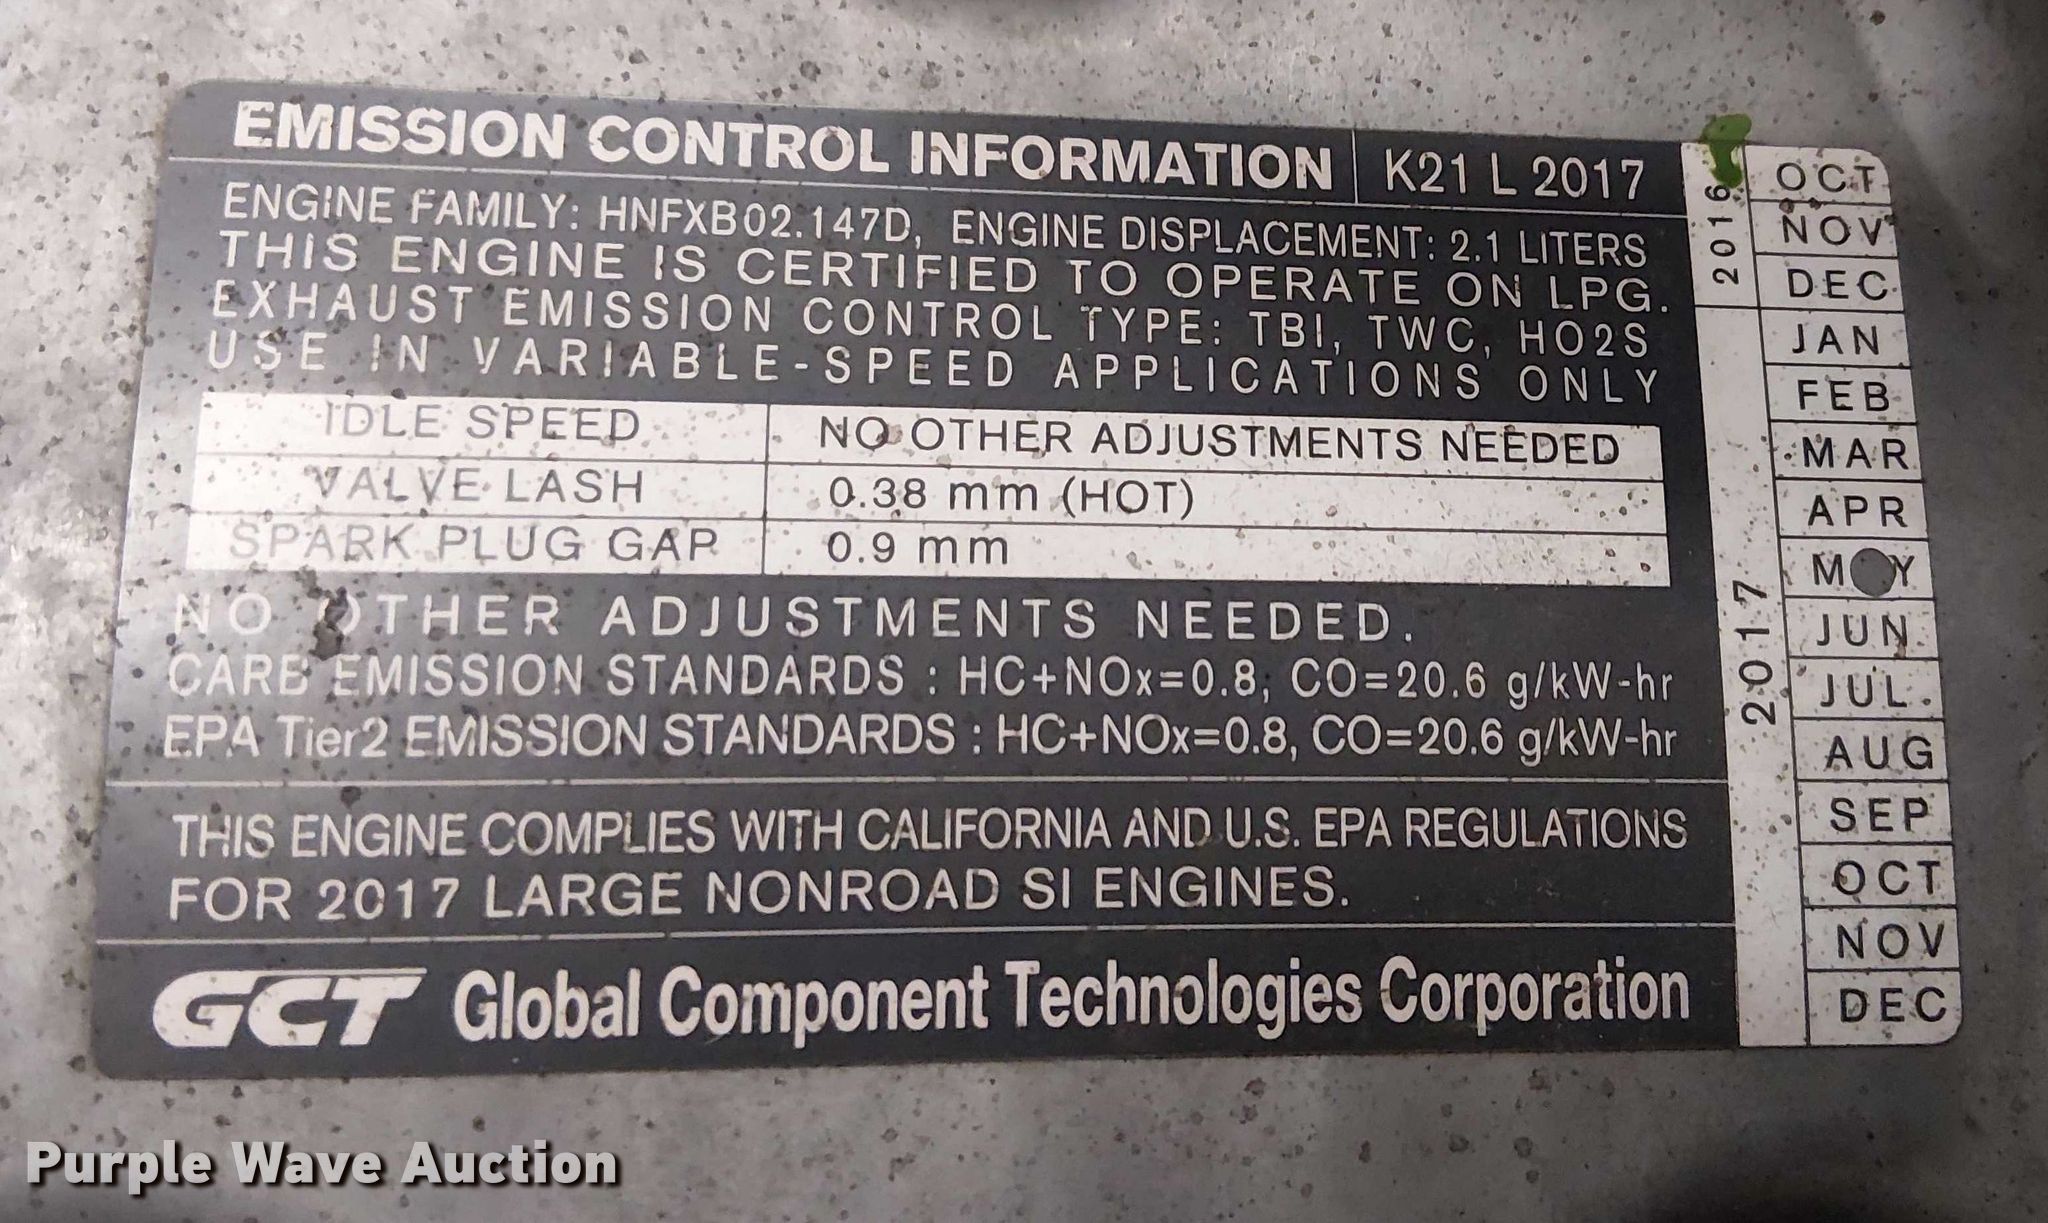 EMISSION CONTROL INFORMATION K21 L 2017
ENGINE FAMILY: HNFXB02.147D, ENGINE DISPLACEMENT: 2.1 LITERS
THIS ENGINE IS CERTIFIED TO OPERATE ON LPG.
EXHAUST EMISSION CONTROL TYPE: TBI, TWC, HO2S
USE IN VARIABLE-SPEED APPLICATIONS ONLY
IDLE SPEED NO OTHER ADJUSTMENTS NEEDED
VALVE LASH 0.38 mm (HOT)
SPARK PLUG GAP 0.9 mm
NO OTHER ADJUSTMENTS NEEDED.
CARB EMISSION STANDARDS : HC+NOx=0.8, CO=20.6 g/kW-hr
EPA Tier2 EMISSION STANDARDS : HC+NOx=0.8, CO=20.6 g/kW-hr
THIS ENGINE COMPLIES WITH CALIFORNIA AND U.S. EPA REGULATIONS
FOR 2017 LARGE NONROAD SI ENGINES.
GCT Global Component Technologies Corporation
2016
OCT
NOV
DEC
2017
JAN
FEB
MAR
APR
M Y
JUN
JUL
AUG
SEP
OCT
NOV
DEC
Purple Wave Auction